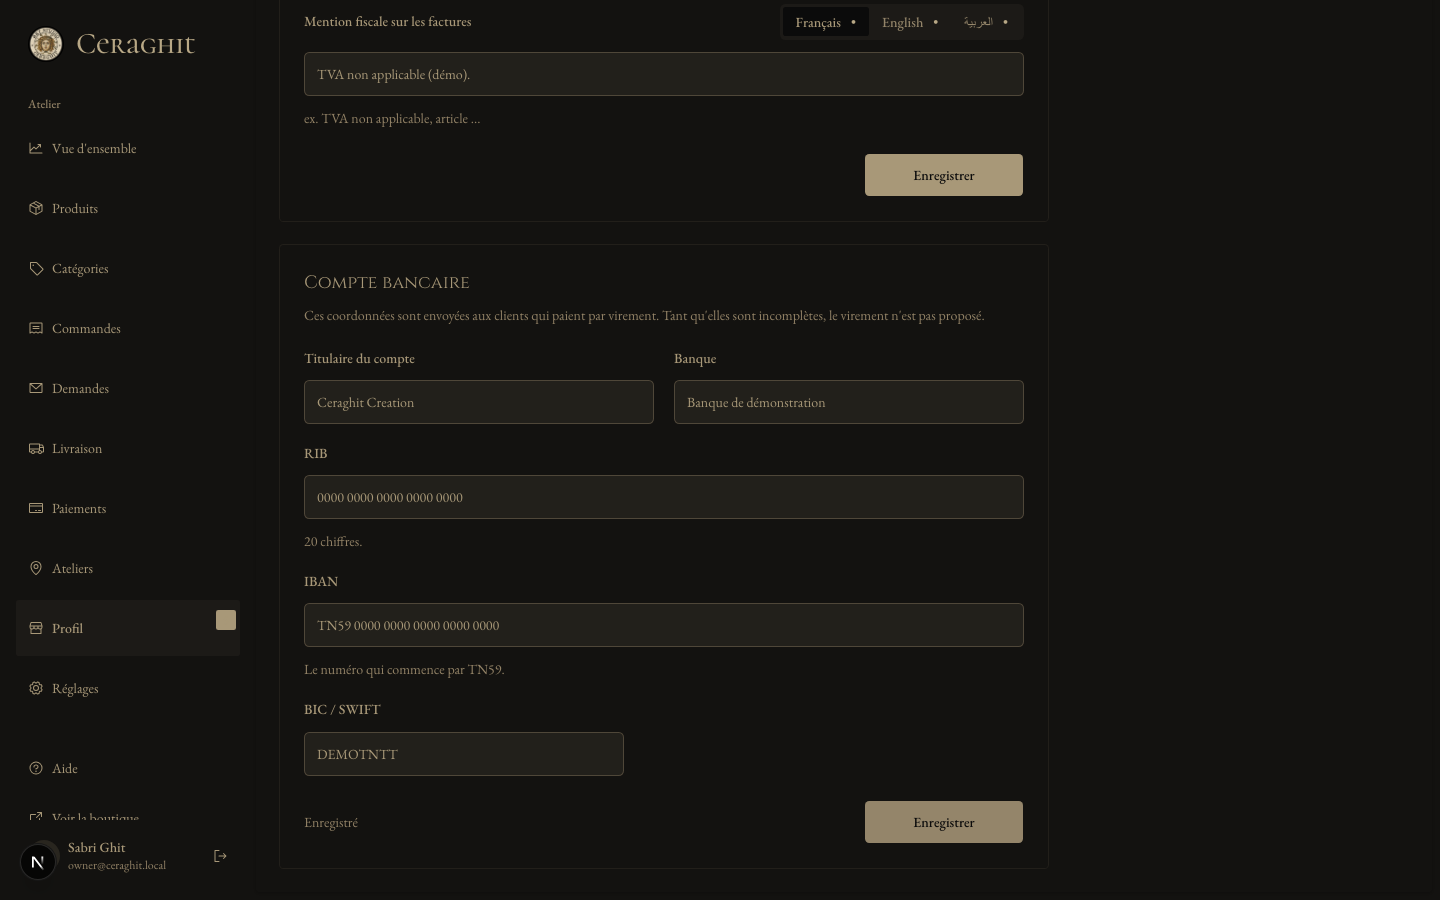 Ceraghit
Atelier
Vue d'ensemble
Produits
Catégories
Commandes
Demandes
Livraison
Paiements
Ateliers
Profil
Réglages
Aide
Voir la boutique
N
Sabri Ghit
owner@ceraghit.local
Mention fiscale sur les factures
Français • English • العربية •
TVA non applicable (démo).
ex. TVA non applicable, article ...
Enregistrer
Compte bancaire
Ces coordonnées sont envoyées aux clients qui paient par virement. Tant qu'elles sont incomplètes, le virement n'est pas proposé.
Titulaire du compte
Banque
Ceraghit Creation
Banque de démonstration
RIB
0000 0000 0000 0000 0000
20 chiffres.
IBAN
TN59 0000 0000 0000 0000 0000
Le numéro qui commence par TN59.
BIC / SWIFT
DEMOTNTT
Enregistré
Enregistrer